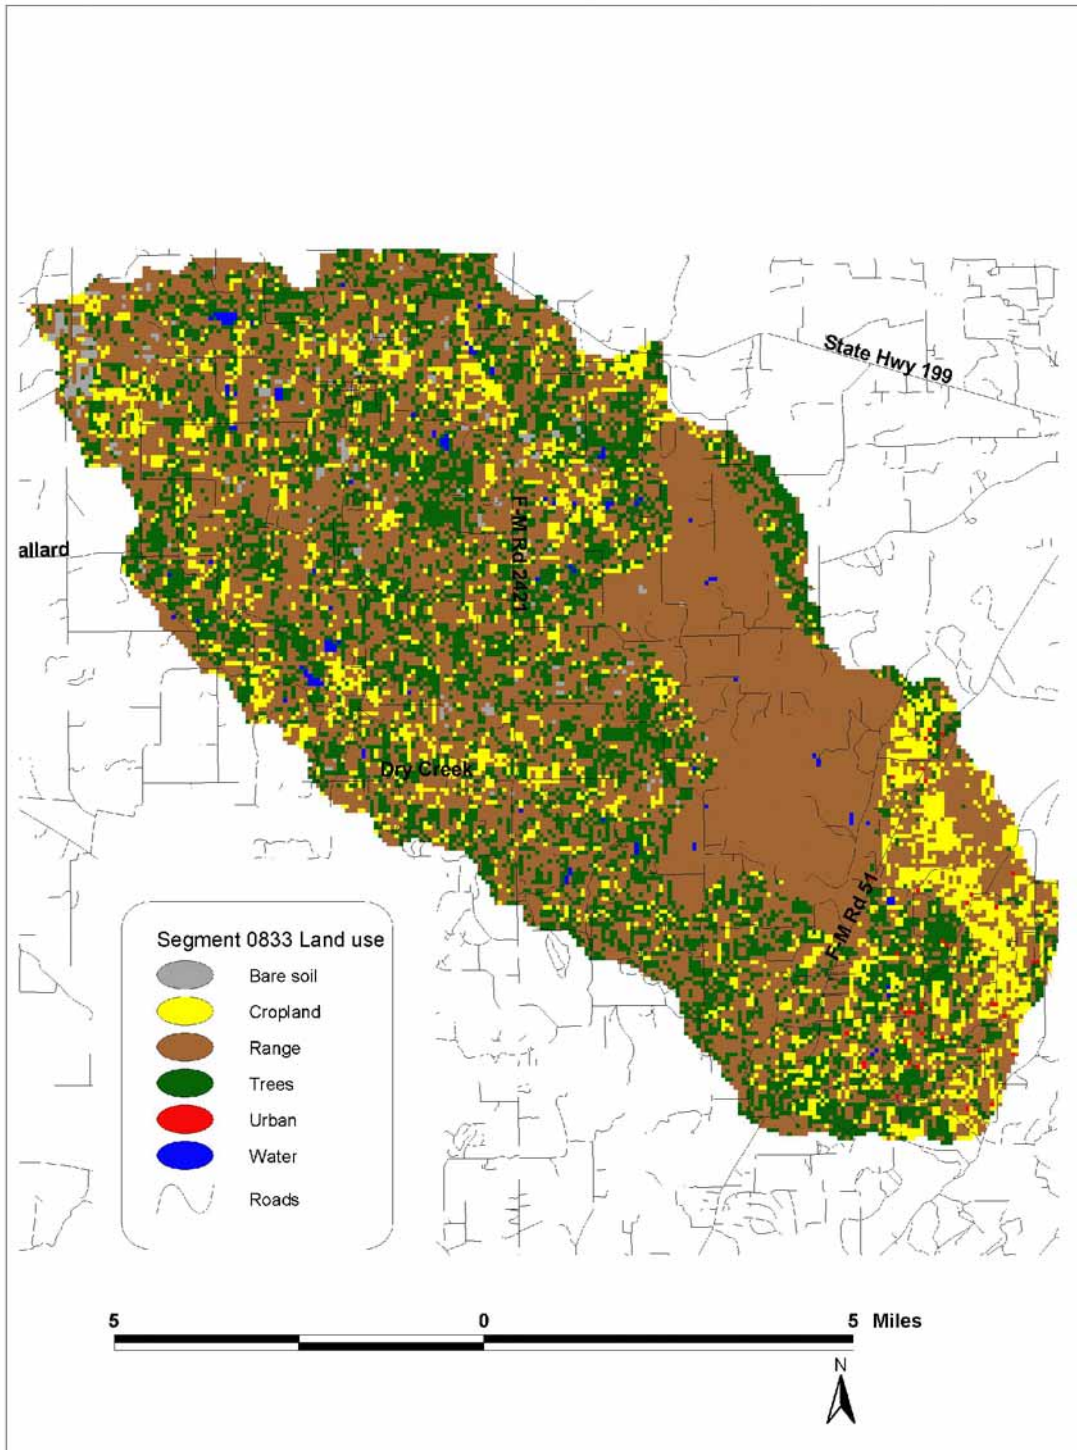 State Hwy 199
F-M Rd 2421
allard
Dry Creek
F-M Rd 51
Segment 0833 Land use
Bare soil
Cropland
Range
Trees
Urban
Water
Roads
5 0 5 Miles
N